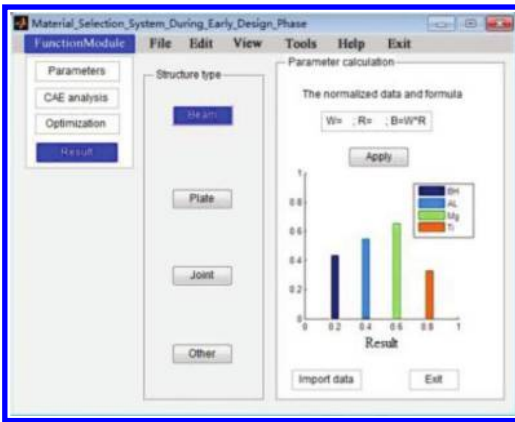 Material_Selection_System_During_Early_Design_Phase
FunctionModule File Edit View Tools Help Exit
Parameters
CAE analysis
Optimization
Result
Structure type
Beam
Plate
Joint
Other
Parameter calculation
The normalized data and formula
W= ; R= ; B=W*R
Apply
BH
AL
Mg
Ti
1
0.8
0.6
0.4
0.2
0
0 0.2 0.4 0.6 0.8 1
Result
Import data Exit